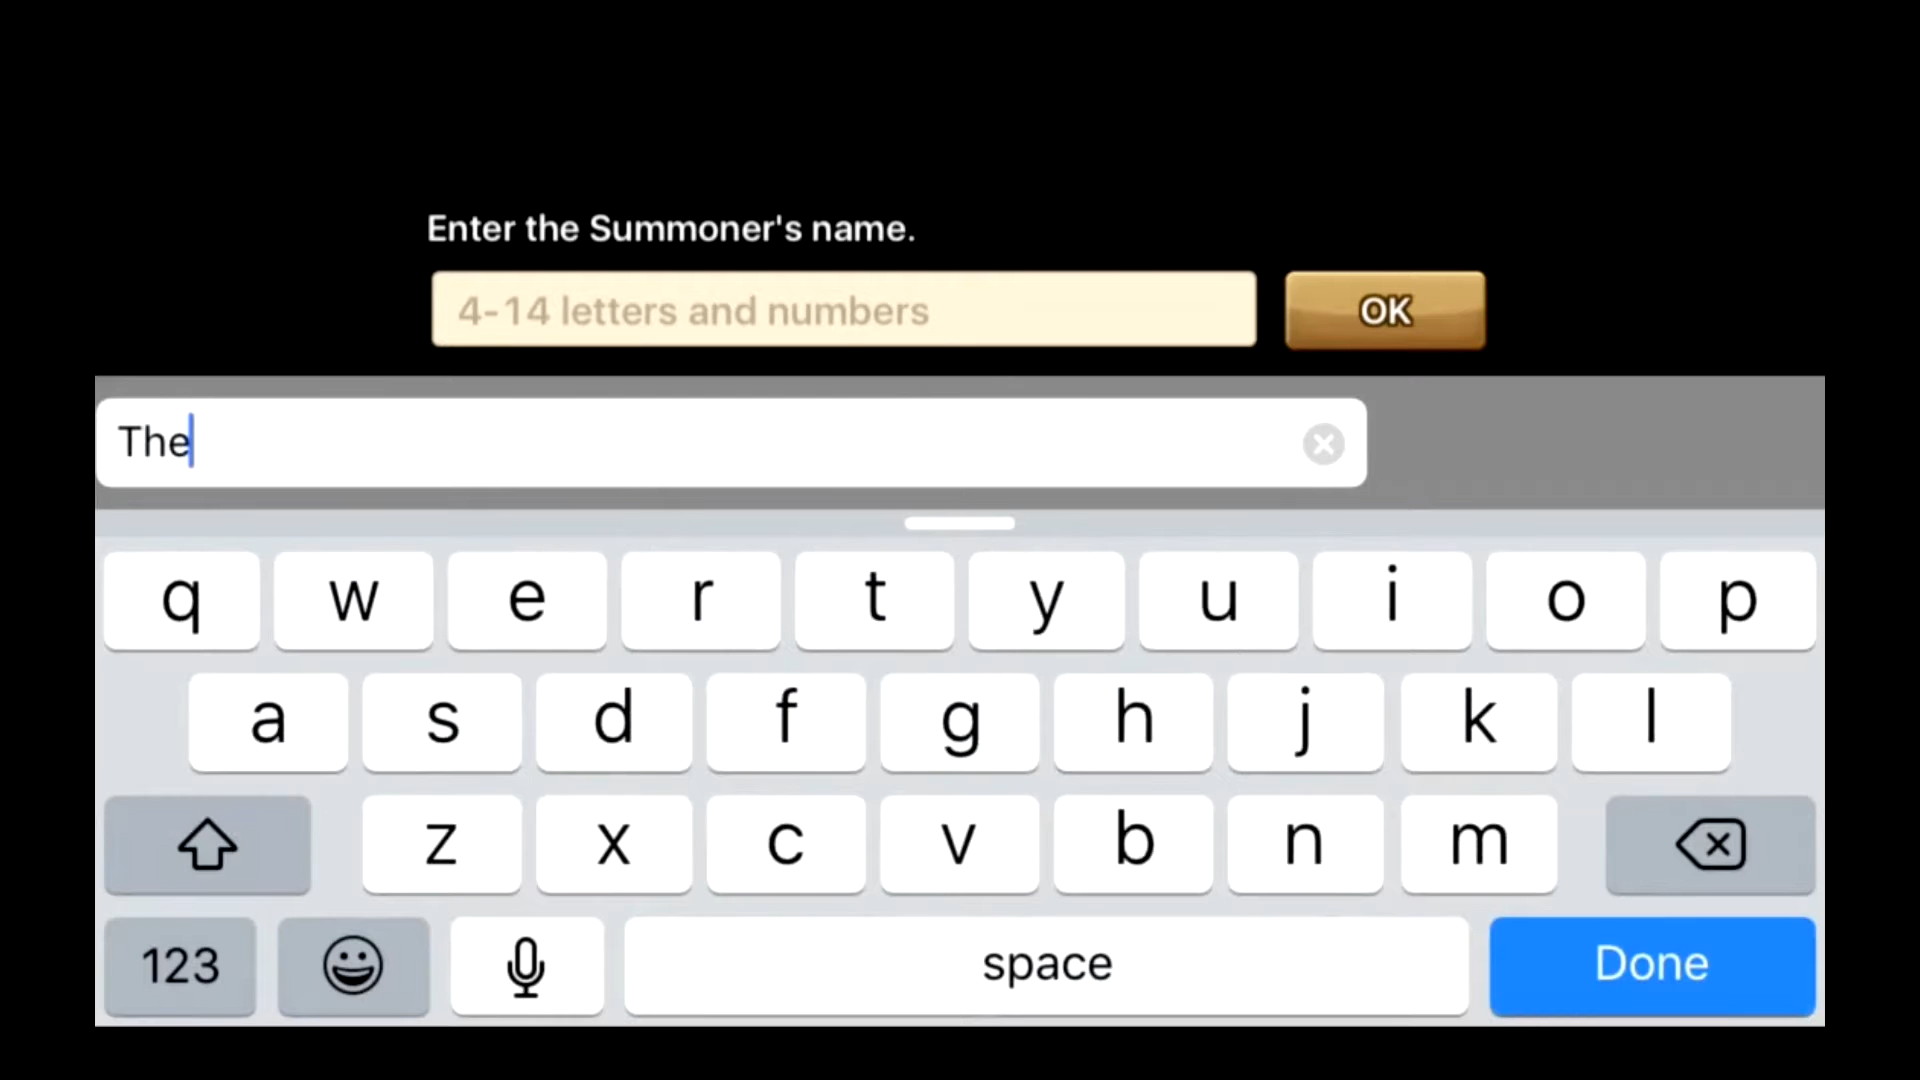 Enter the Summoner's name.
4-14 letters and numbers
OK
The
q w e r t y u i o p
a s d f g h j k l
z x c v b n m
123 space Done